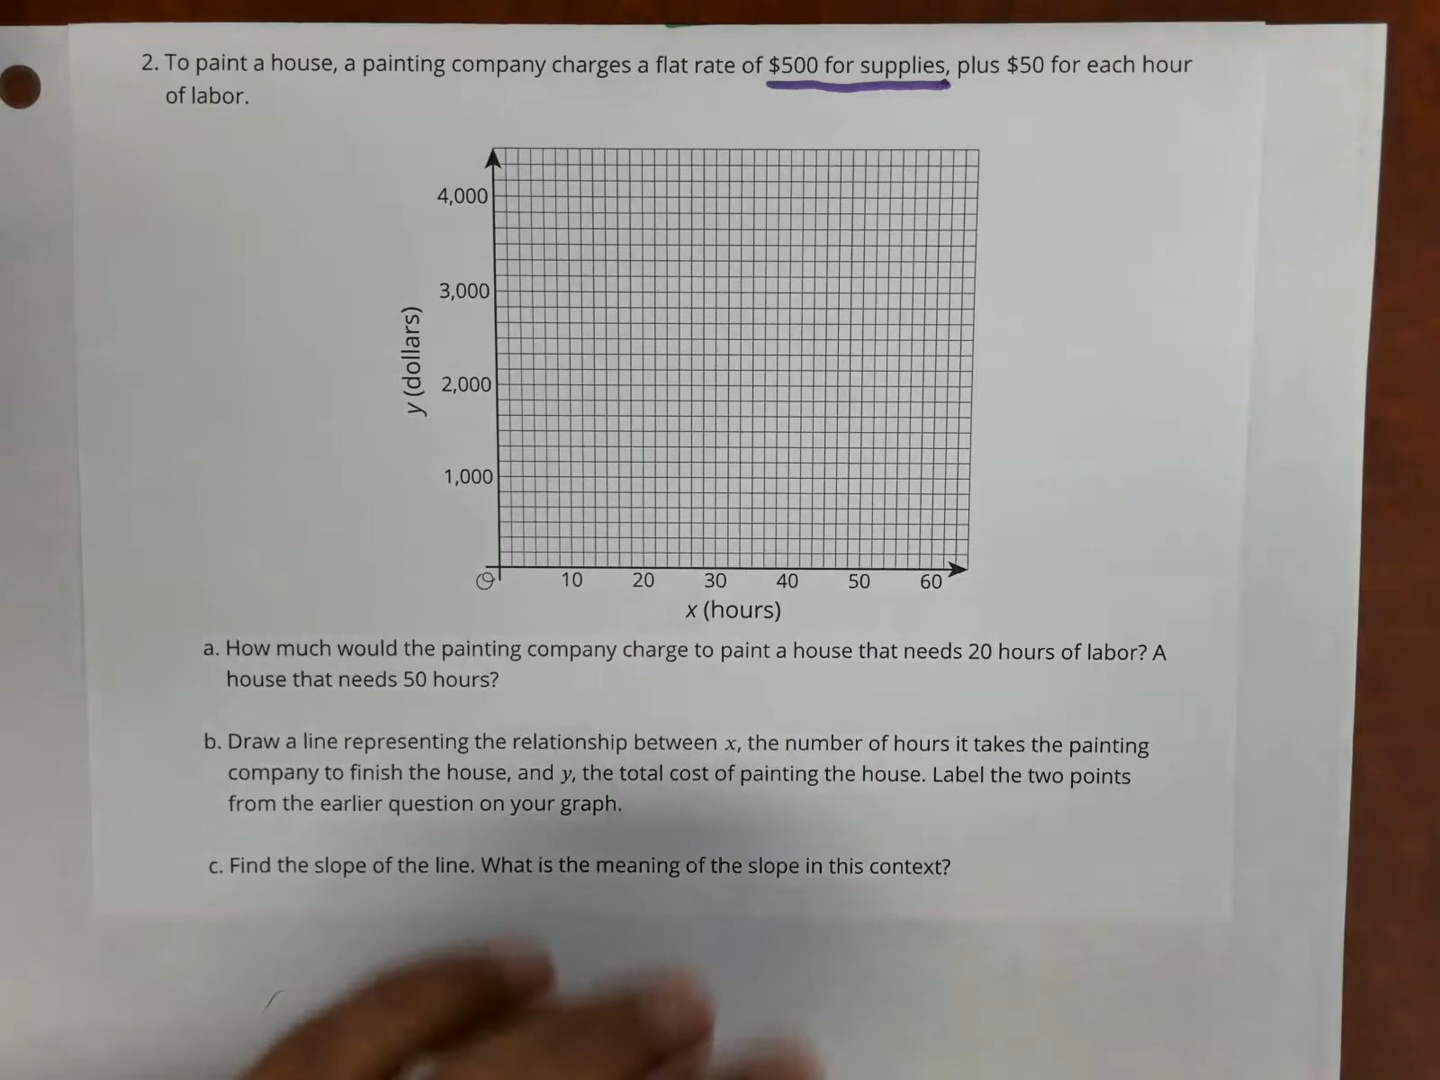 2. To paint a house, a painting company charges a flat rate of $500 for supplies, plus $50 for each hour
of labor.
4,000
3,000
2,000
1,000
y (dollars)
O
10 20 30 40 50 60
x (hours)
a. How much would the painting company charge to paint a house that needs 20 hours of labor? A
house that needs 50 hours?
b. Draw a line representing the relationship between x, the number of hours it takes the painting
company to finish the house, and y, the total cost of painting the house. Label the two points
from the earlier question on your graph.
c. Find the slope of the line. What is the meaning of the slope in this context?